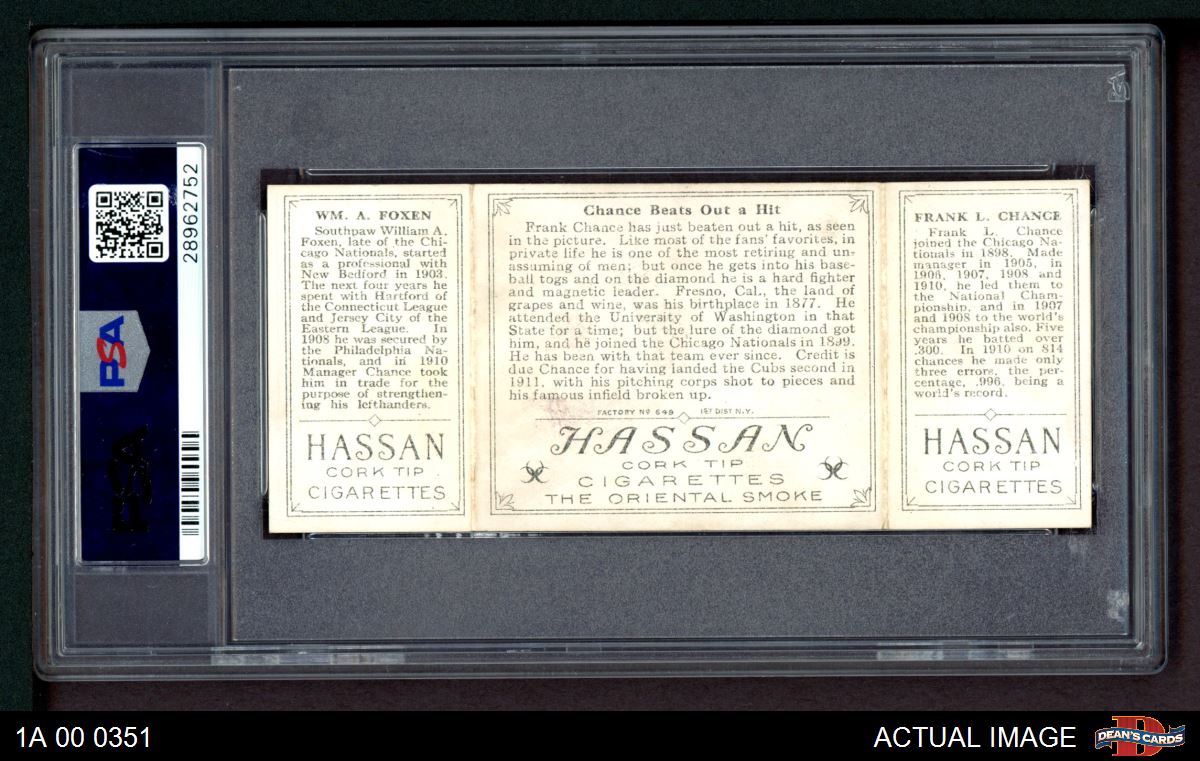 28962752
PSA
WM. A. FOXEN
Southpaw William A.
Foxen, late of the Chi-
cago Nationals, started
as a professional with
New Bedford in 1903.
The next four years he
spent with Hartford of
the Connecticut League
and Jersey City of the
Eastern League. In
1908 he was secured by
the Philadelphia Na-
tionals, and in 1910
Manager Chance took
him in trade for the
purpose of strengthen-
ing his lefthanders.
HASSAN
CORK TIP
CIGARETTES
Chance Beats Out a Hit
Frank Chance has just beaten out a hit, as seen
in the picture. Like most of the fans' favorites, in
private life he is one of the most retiring and un-
assuming of men; but once he gets into his base-
ball togs and on the diamond he is a hard fighter
and magnetic leader. Fresno, Cal., the land of
grapes and wine, was his birthplace in 1877. He
attended the University of Washington in that
State for a time; but the lure of the diamond got
him, and he joined the Chicago Nationals in 1899.
He has been with that team ever since. Credit is
due Chance for having landed the Cubs second in
1911, with his pitching corps shot to pieces and
his famous infield broken up.
FACTORY Nº 649 1ST DIST N.Y.
HASSAN
CORK TIP
CIGARETTES
THE ORIENTAL SMOKE
FRANK L. CHANCE
Frank L. Chance
joined the Chicago Na-
tionals in 1898. Made
manager in 1905, in
1906, 1907, 1908 and
1910, he led them to
the National Cham-
pionship, and in 1907
and 1908 to the world's
championship also. Five
years he batted over
.300. In 1910 on 814
chances he made only
three errors, the per-
centage, .996, being a
world's record.
HASSAN
CORK TIP
CIGARETTES
PSA
1A 00 0351
ACTUAL IMAGE
D
DEAN'S CARDS